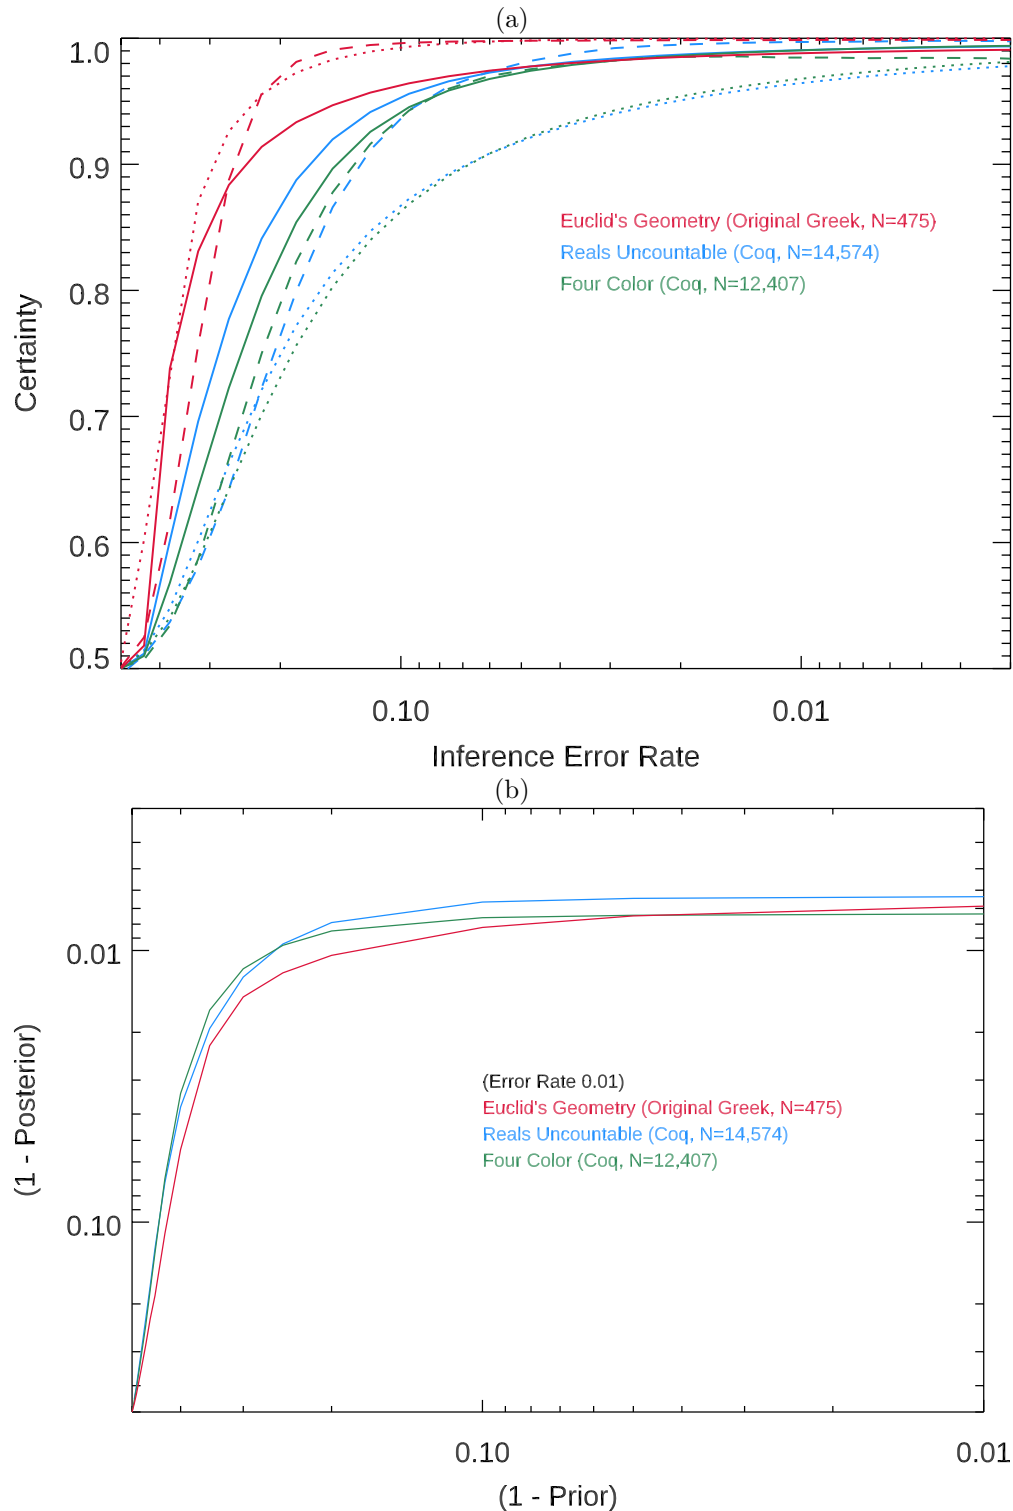 (a)
1.0
0.9
0.8
0.7
0.6
0.5
Certainty
Euclid's Geometry (Original Greek, N=475)
Reals Uncountable (Coq, N=14,574)
Four Color (Coq, N=12,407)
0.10
0.01
Inference Error Rate
(b)
0.01
0.10
(1 - Posterior)
(Error Rate 0.01)
Euclid's Geometry (Original Greek, N=475)
Reals Uncountable (Coq, N=14,574)
Four Color (Coq, N=12,407)
0.10
0.01
(1 - Prior)